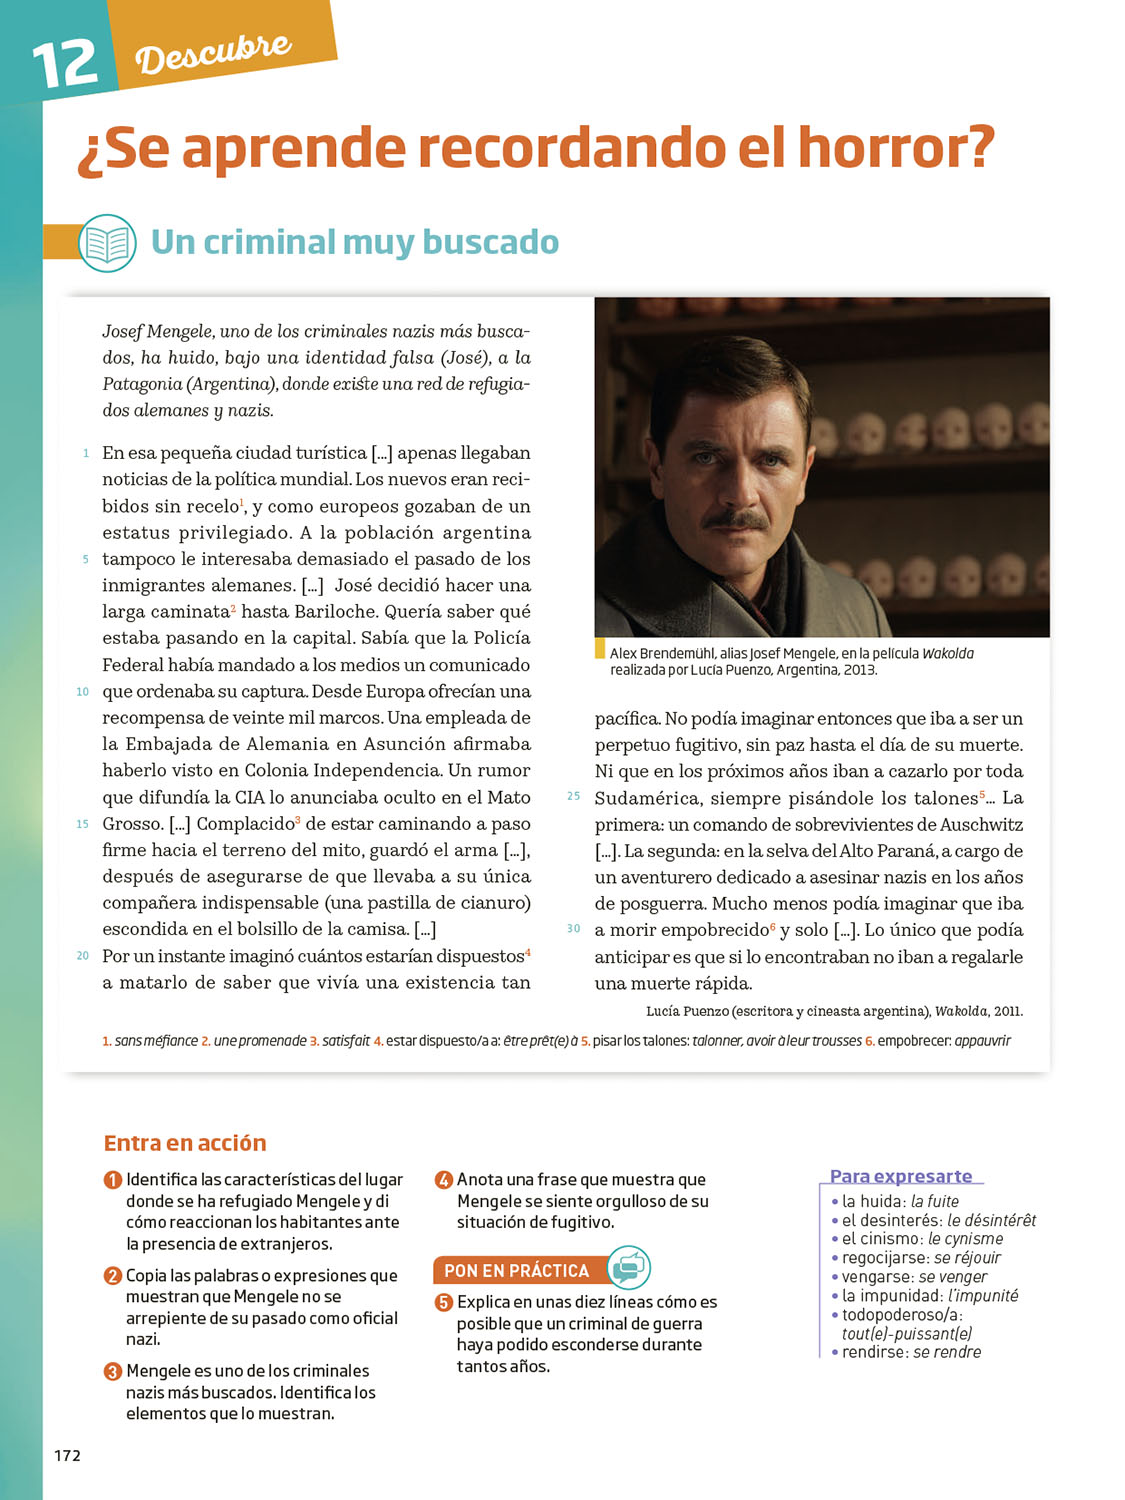 12 Descubre
¿Se aprende recordando el horror?
Un criminal muy buscado
Josef Mengele, uno de los criminales nazis más busca-
dos, ha huido, bajo una identidad falsa (José), a la
Patagonia (Argentina), donde existe una red de refugia-
dos alemanes y nazis.
1 En esa pequeña ciudad turística [...] apenas llegaban
noticias de la política mundial. Los nuevos eran reci-
bidos sin recelo1, y como europeos gozaban de un
estatus privilegiado. A la población argentina
5 tampoco le interesaba demasiado el pasado de los
inmigrantes alemanes. [...] José decidió hacer una
larga caminata2 hasta Bariloche. Quería saber qué
estaba pasando en la capital. Sabía que la Policía
Federal había mandado a los medios un comunicado
10 que ordenaba su captura. Desde Europa ofrecían una
recompensa de veinte mil marcos. Una empleada de
la Embajada de Alemania en Asunción afirmaba
haberlo visto en Colonia Independencia. Un rumor
que difundía la CIA lo anunciaba oculto en el Mato
15 Grosso. [...] Complacido3 de estar caminando a paso
firme hacia el terreno del mito, guardó el arma [...],
después de asegurarse de que llevaba a su única
compañera indispensable (una pastilla de cianuro)
escondida en el bolsillo de la camisa. [...]
20 Por un instante imaginó cuántos estarían dispuestos4
a matarlo de saber que vivía una existencia tan
Alex Brendemühl, alias Josef Mengele, en la película Wakolda
realizada por Lucía Puenzo, Argentina, 2013.
pacífica. No podía imaginar entonces que iba a ser un
perpetuo fugitivo, sin paz hasta el día de su muerte.
Ni que en los próximos años iban a cazarlo por toda
25 Sudamérica, siempre pisándole los talones5... La
primera: un comando de sobrevivientes de Auschwitz
[...]. La segunda: en la selva del Alto Paraná, a cargo de
un aventurero dedicado a asesinar nazis en los años
de posguerra. Mucho menos podía imaginar que iba
30 a morir empobrecido6 y solo [...]. Lo único que podía
anticipar es que si lo encontraban no iban a regalarle
una muerte rápida.
Lucía Puenzo (escritora y cineasta argentina), Wakolda, 2011.
1. sans méfiance 2. une promenade 3. satisfait 4. estar dispuesto/a a: être prêt(e) à 5. pisar los talones: talonner, avoir à leur trousses 6. empobrecer: appauvrir
Entra en acción
1 Identifica las características del lugar
donde se ha refugiado Mengele y di
cómo reaccionan los habitantes ante
la presencia de extranjeros.
2 Copia las palabras o expresiones que
muestran que Mengele no se
arrepiente de su pasado como oficial
nazi.
3 Mengele es uno de los criminales
nazis más buscados. Identifica los
elementos que lo muestran.
4 Anota una frase que muestra que
Mengele se siente orgulloso de su
situación de fugitivo.
PON EN PRÁCTICA
5 Explica en unas diez líneas cómo es
posible que un criminal de guerra
haya podido esconderse durante
tantos años.
Para expresarte
• la huida: la fuite
• el desinterés: le désintérêt
• el cinismo: le cynisme
• regocijarse: se réjouir
• vengarse: se venger
• la impunidad: l'impunité
• todopoderoso/a:
tout(e)-puissant(e)
• rendirse: se rendre
172